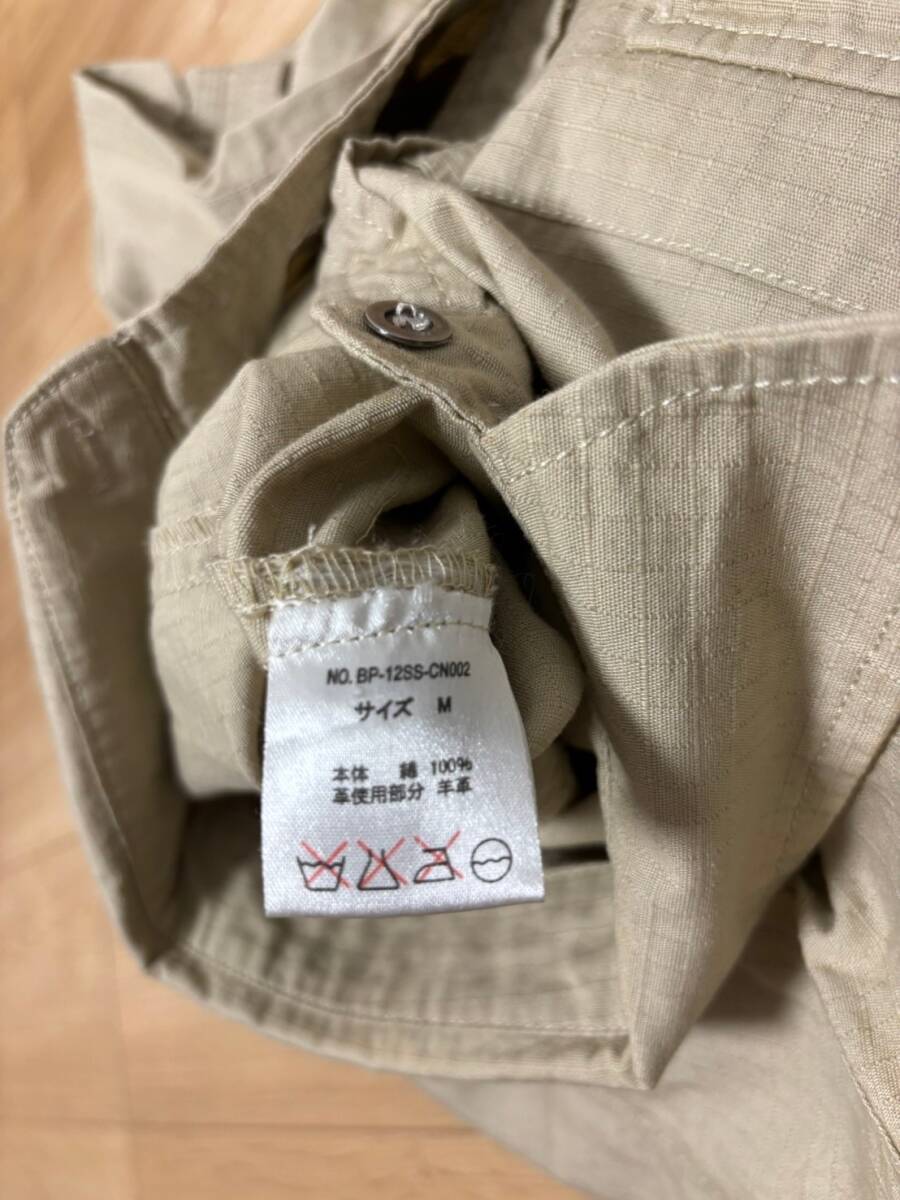 NO. BP-12SS-CN002
サイズ M
本体 綿 100%
革使用部分 羊革